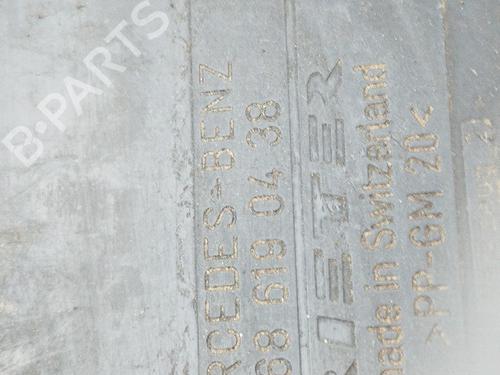 B·PARTS
RCEDES-BENZ
68 619 04 38
made in Switzerland
>PP-GM 20<